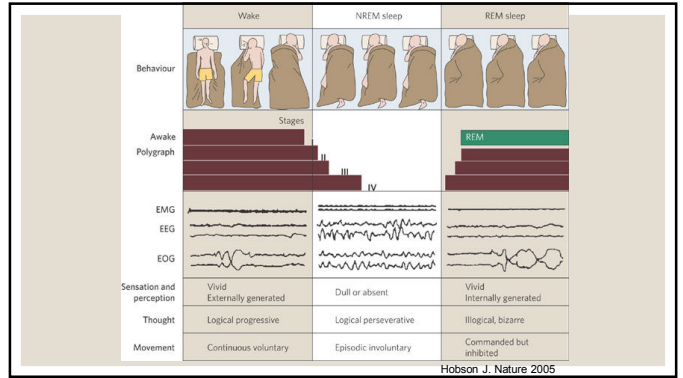 Wake NREM sleep REM sleep
Behaviour
Stages
Awake REM
Polygraph
II
III
IV
EMG
EEG
EOG
Sensation and perception
Vivid
Externally generated
Dull or absent
Vivid
Internally generated
Thought Logical progressive Logical perseverative Illogical, bizarre
Movement Continuous voluntary Episodic involuntary Commanded but
inhibited
Hobson J. Nature 2005